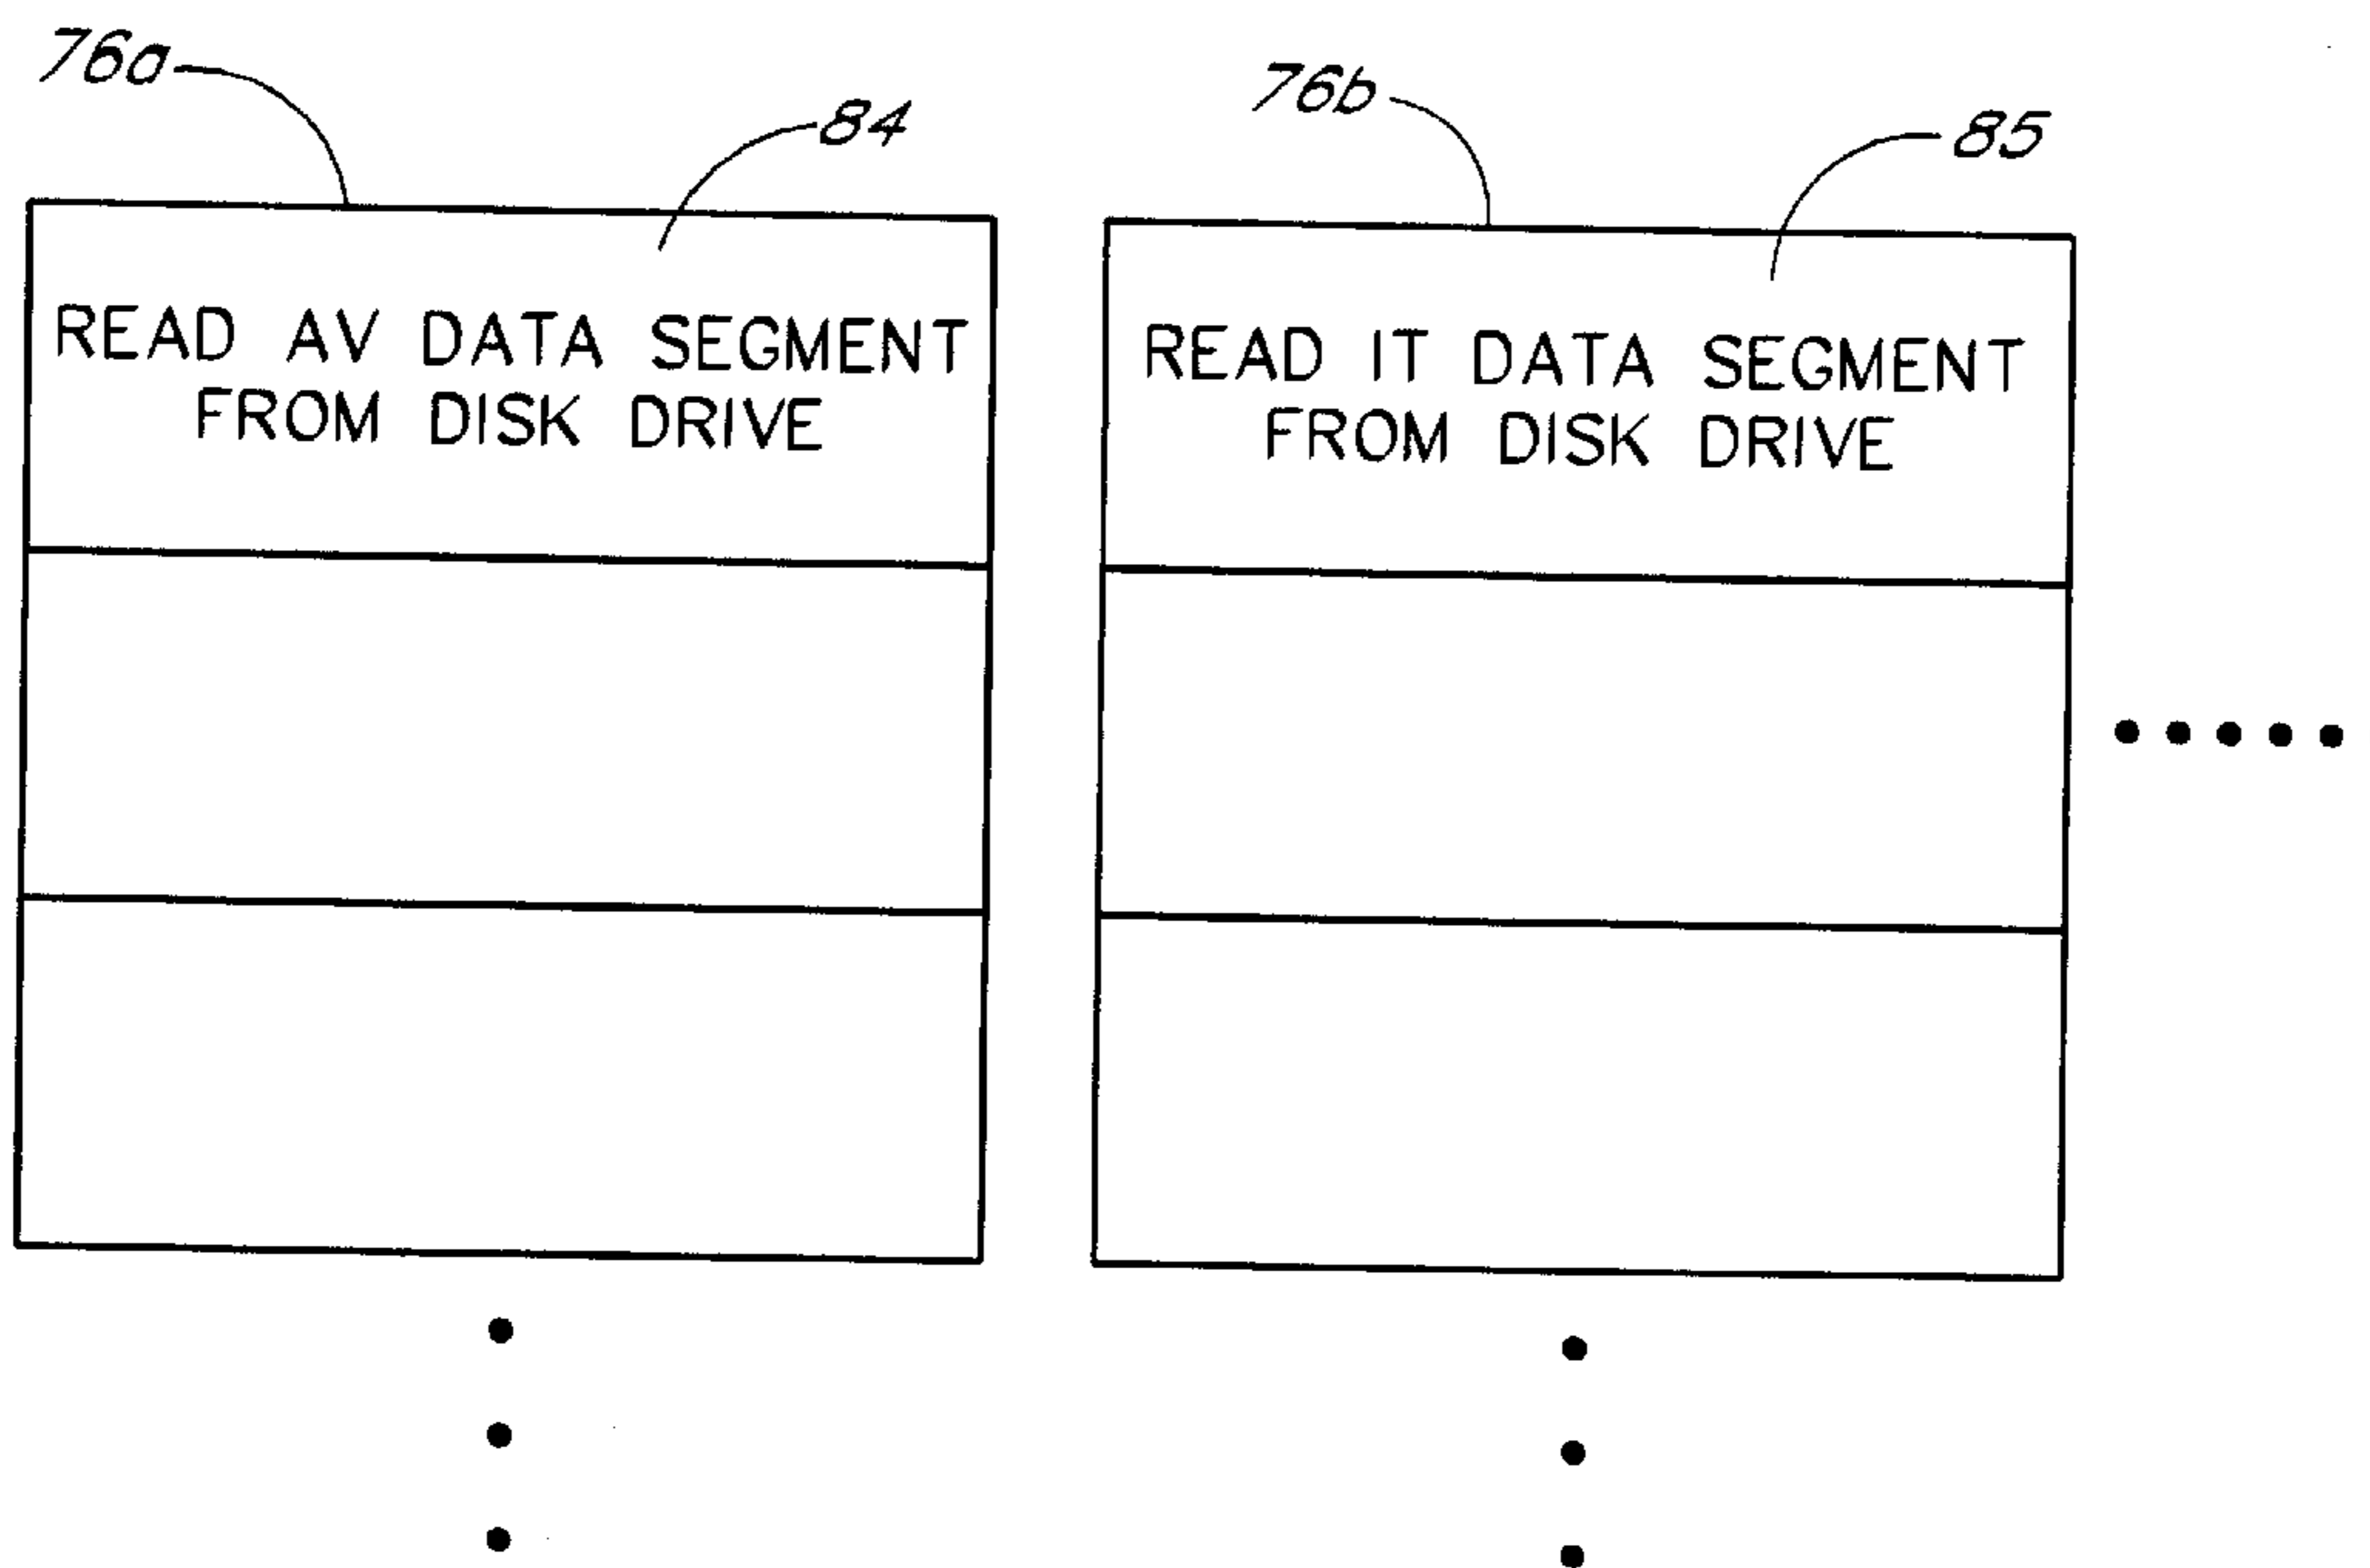 76a
84
76b
85
READ AV DATA SEGMENT
FROM DISK DRIVE
READ IT DATA SEGMENT
FROM DISK DRIVE